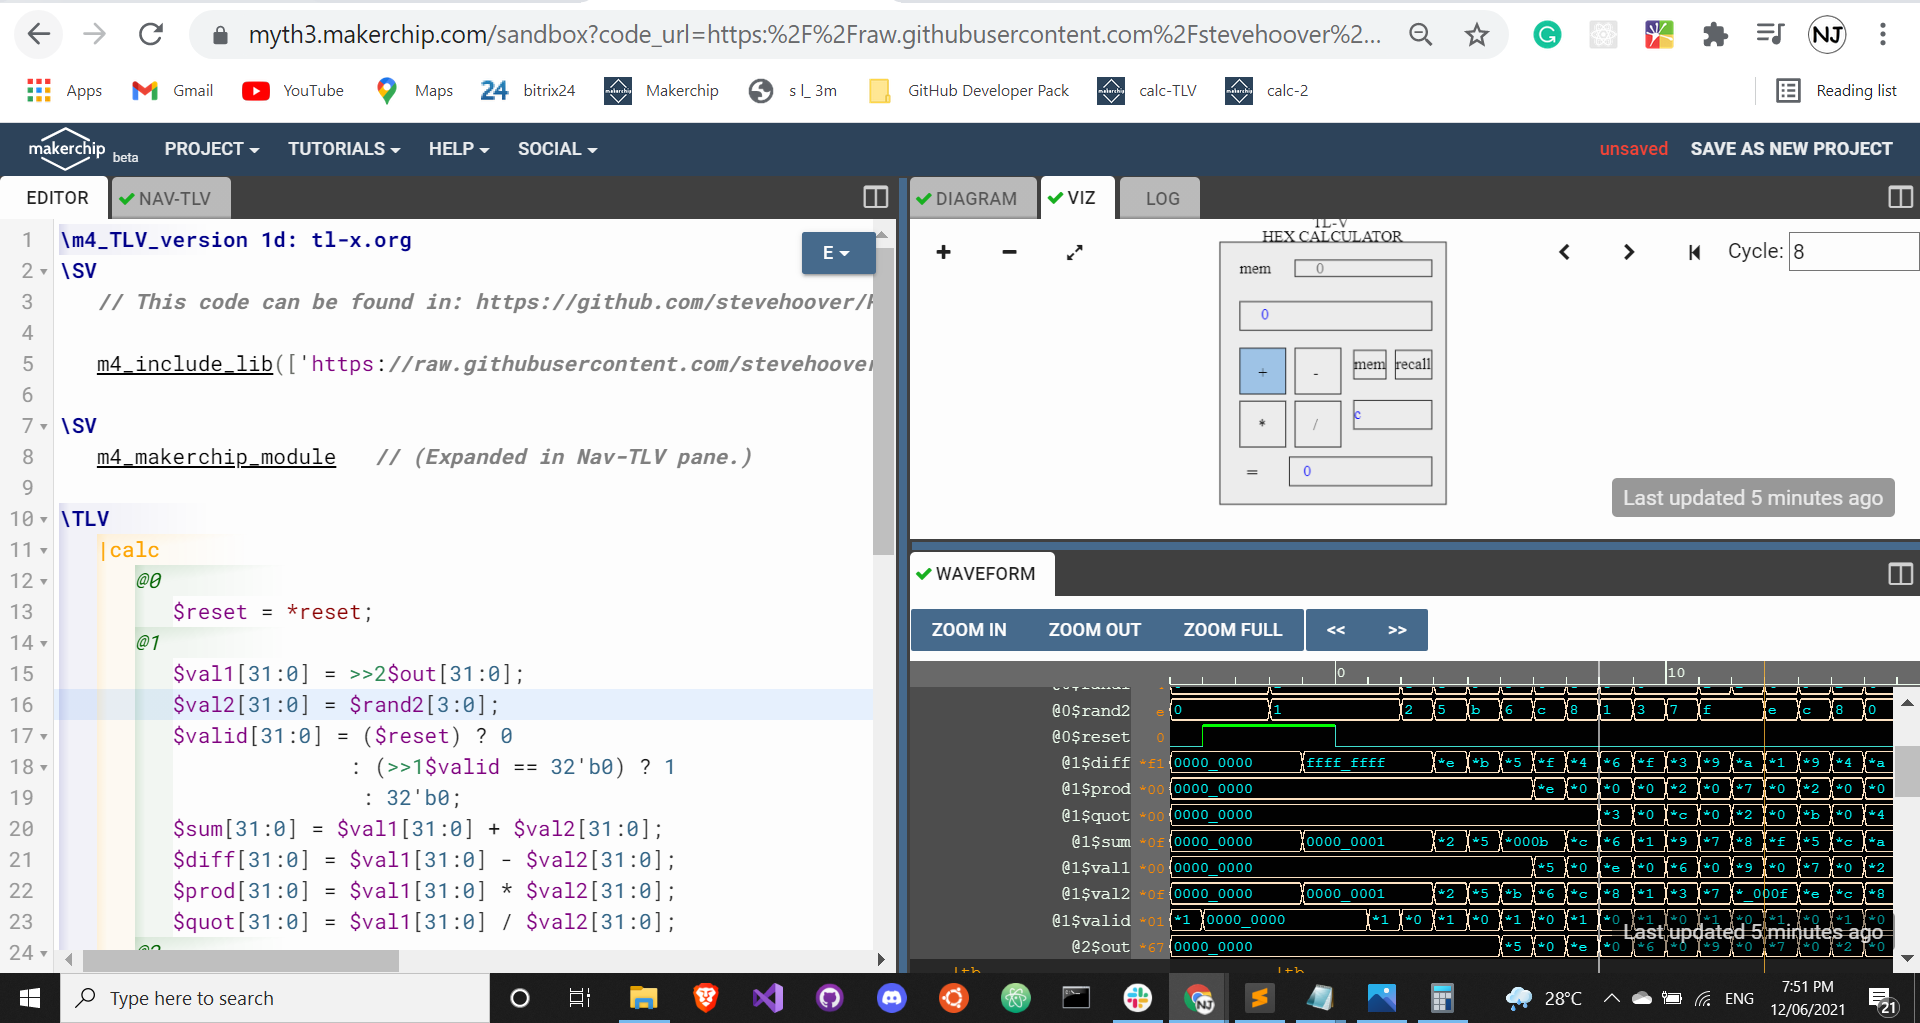 myth3.makerchip.com/sandbox?code_url=https:%2F%2Fraw.githubusercontent.com%2Fstevehoover%2...
NJ
Apps Gmail YouTube Maps 24 bitrix24 Makerchip s l_ 3m GitHub Developer Pack calc-TLV calc-2 Reading list
makerchip beta PROJECT TUTORIALS HELP SOCIAL unsaved SAVE AS NEW PROJECT
EDITOR NAV-TLV
E
1 \m4_TLV_version 1d: tl-x.org
2 \SV
3 // This code can be found in: https://github.com/stevehoover/
4
5 m4_include_lib(['https://raw.githubusercontent.com/stevehoover
6
7 \SV
8 m4_makerchip_module // (Expanded in Nav-TLV pane.)
9
10 \TLV
11 |calc
12 @0
13 $reset = *reset;
14 @1
15 $val1[31:0] = >>2$out[31:0];
16 $val2[31:0] = $rand2[3:0];
17 $valid[31:0] = ($reset) ? 0
18 : (>>1$valid == 32'b0) ? 1
19 : 32'b0;
20 $sum[31:0] = $val1[31:0] + $val2[31:0];
21 $diff[31:0] = $val1[31:0] - $val2[31:0];
22 $prod[31:0] = $val1[31:0] * $val2[31:0];
23 $quot[31:0] = $val1[31:0] / $val2[31:0];
24
DIAGRAM VIZ LOG
Cycle: 8
TL-V
HEX CALCULATOR
mem 0
0
+ - mem recall
* / c
= 0
Last updated 5 minutes ago
WAVEFORM
ZOOM IN ZOOM OUT ZOOM FULL << >>
0 10
@0$rand2 e 0 1 2 5 b 6 c 8 1 3 7 f e c 8 0
@0$reset 0
@1$diff *f1 0000_0000 ffff_ffff *e *b *5 *f *4 *6 *f *3 *9 *a *1 *9 *4 *a
@1$prod *00 0000_0000 *e *0 *0 *0 *2 *0 *7 *0 *2 *0 *0
@1$quot *00 0000_0000 *3 *0 *c *0 *2 *0 *b *0 *4
@1$sum *0f 0000_0000 0000_0001 *2 *5 *000b *c *6 *1 *9 *7 *8 *f *5 *c *a
@1$val1 *00 0000_0000 *5 *0 *e *0 *6 *0 *9 *0 *7 *0 *2
@1$val2 *0f 0000_0000 0000_0001 *2 *5 *b *6 *c *8 *1 *3 *7 *_000f *e *c *8
@1$valid *01 *1 0000_0000 *1 *0 *1 *0 *1 *0 *1 *0 *1 *0 *1 *0 *1 *0 *1 *0
@2$out *67 0000_0000 *5 *0 *e *0 *6 *0 *9 *0 *7 *0 *2 *0
Last updated 5 minutes ago
Type here to search
28°C ENG
7:51 PM
12/06/2021
21